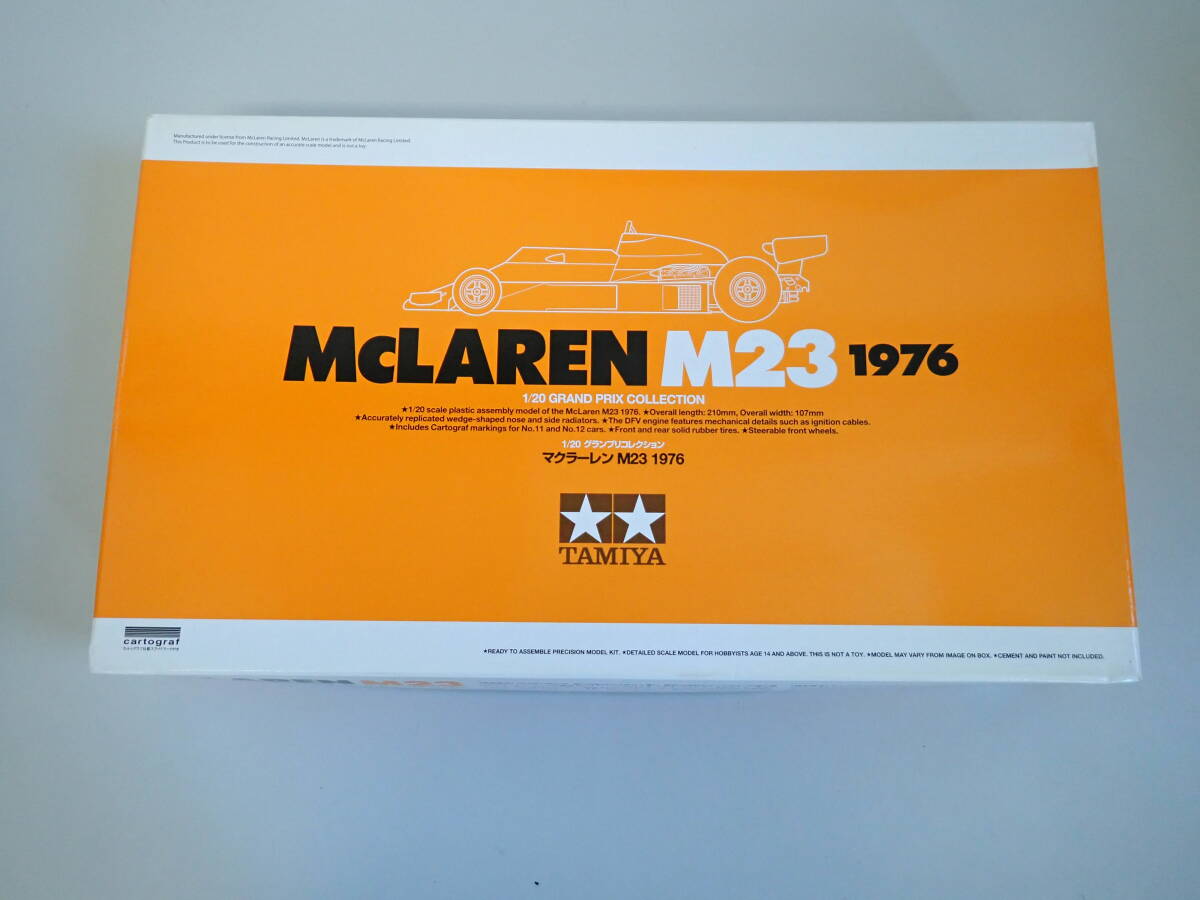 Manufactured under license from McLaren Racing Limited. McLaren is a trademark of McLaren Racing Limited.
This Product is to be used for the construction of an accurate scale model and is not a toy.
McLAREN M23 1976
1/20 GRAND PRIX COLLECTION
★1/20 scale plastic assembly model of the McLaren M23 1976. ★Overall length: 210mm, Overall width: 107mm
★Accurately replicated wedge-shaped nose and side radiators. ★The DFV engine features mechanical details such as ignition cables.
★Includes Cartograf markings for No.11 and No.12 cars. ★Front and rear solid rubber tires. ★Steerable front wheels.
1/20 グランプリコレクション
マクラーレン M23 1976
TAMIYA
cartograf
★READY TO ASSEMBLE PRECISION MODEL KIT. ★DETAILED SCALE MODEL FOR HOBBYISTS AGE 14 AND ABOVE. THIS IS NOT A TOY. ★MODEL MAY VARY FROM IMAGE ON BOX. ★CEMENT AND PAINT NOT INCLUDED.
LAREN M23